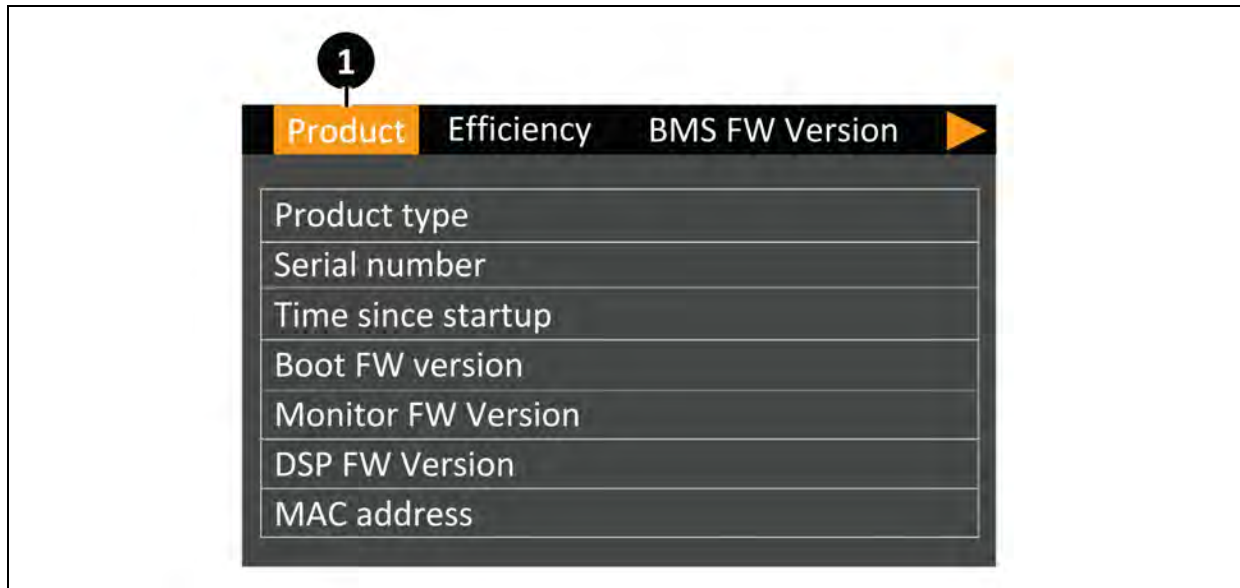 1
Product Efficiency BMS FW Version
Product type
Serial number
Time since startup
Boot FW version
Monitor FW Version
DSP FW Version
MAC address